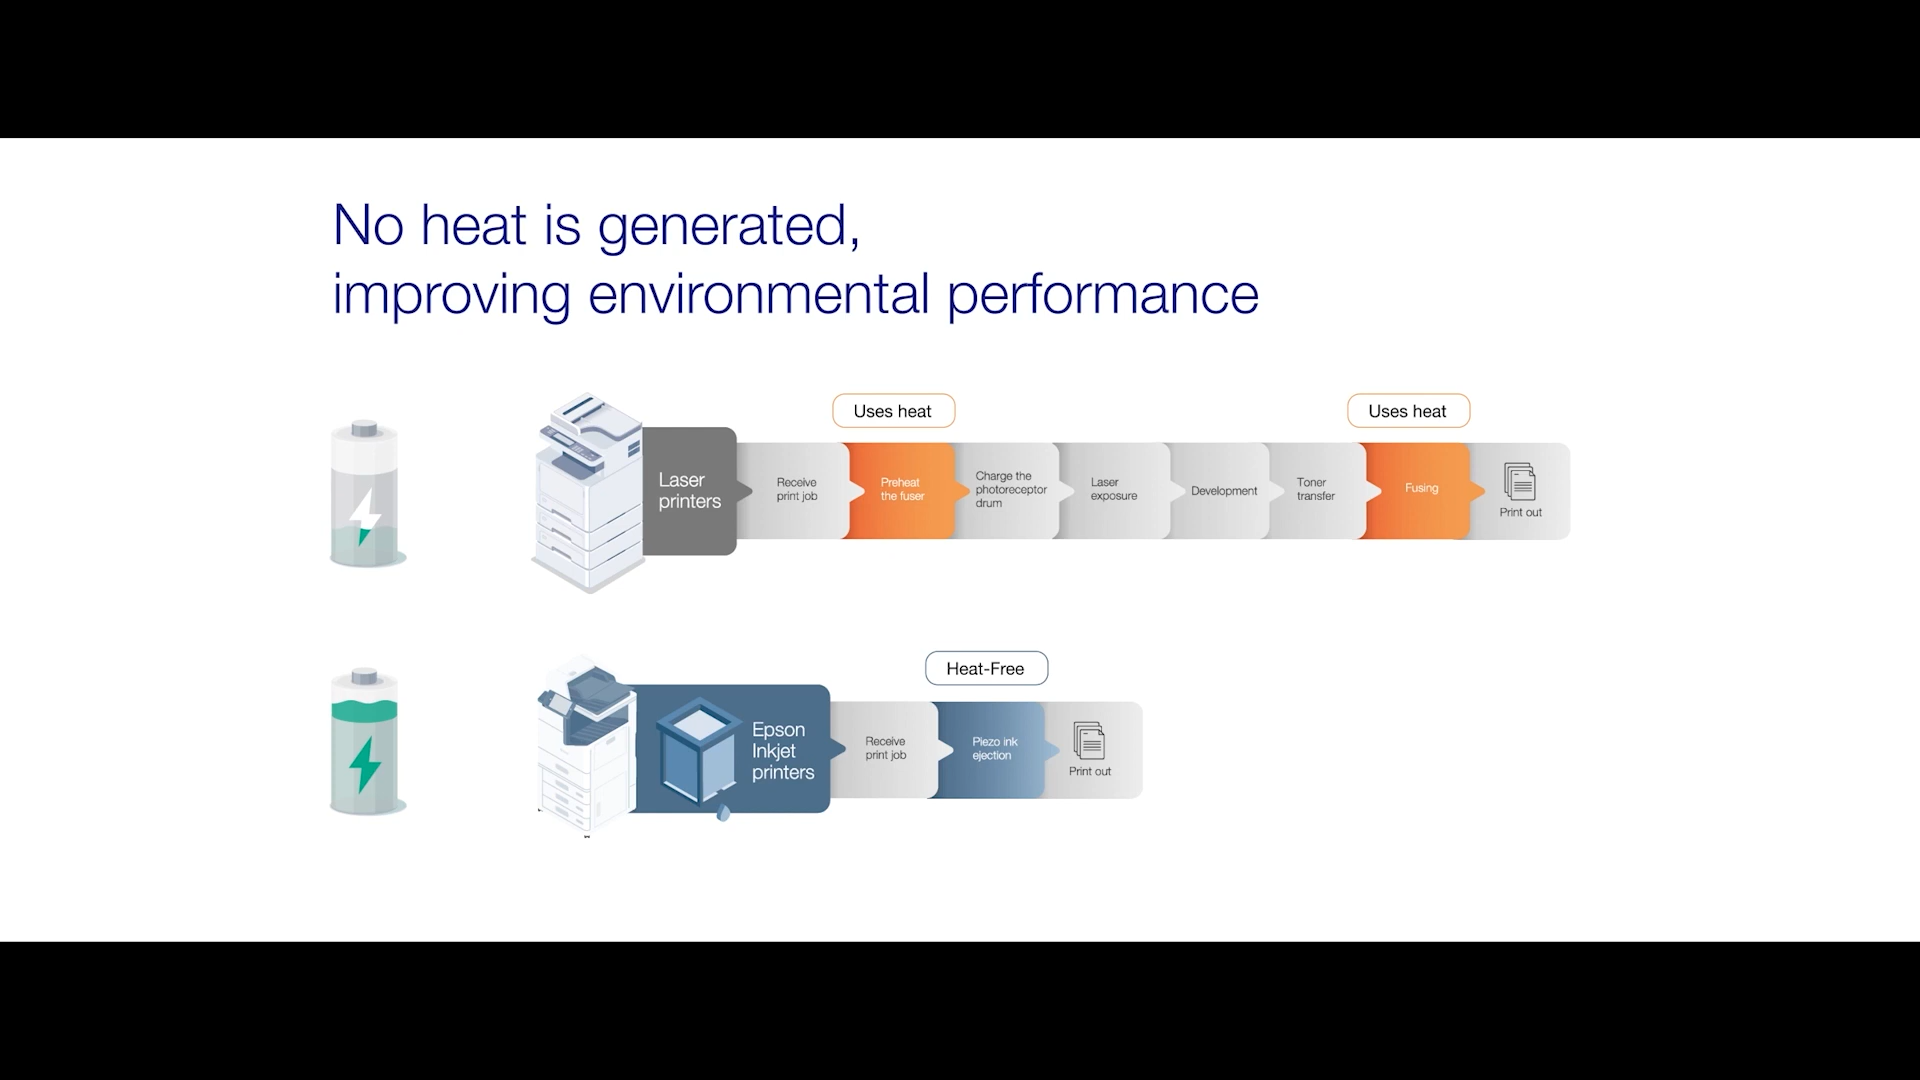 No heat is generated,
improving environmental performance
Uses heat
Uses heat
Laser
printers
Receive
print job
Preheat
the fuser
Charge the
photoreceptor
drum
Laser
exposure
Development
Toner
transfer
Fusing
Print out
Heat-Free
Epson
Inkjet
printers
Receive
print job
Piezo ink
ejection
Print out